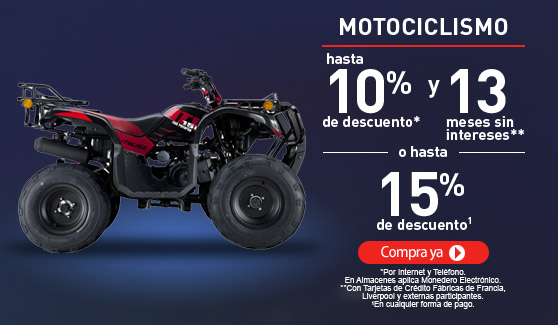 MOTOCICLISMO
hasta
10% y 13
de descuento* meses sin
intereses**
o hasta
15%
de descuento¹
Compra ya
*Por Internet y Teléfono.
En Almacenes aplica Monedero Electrónico.
**Con Tarjetas de Crédito Fábricas de Francia,
Liverpool y externas participantes.
¹En cualquier forma de pago.
ITALIKA